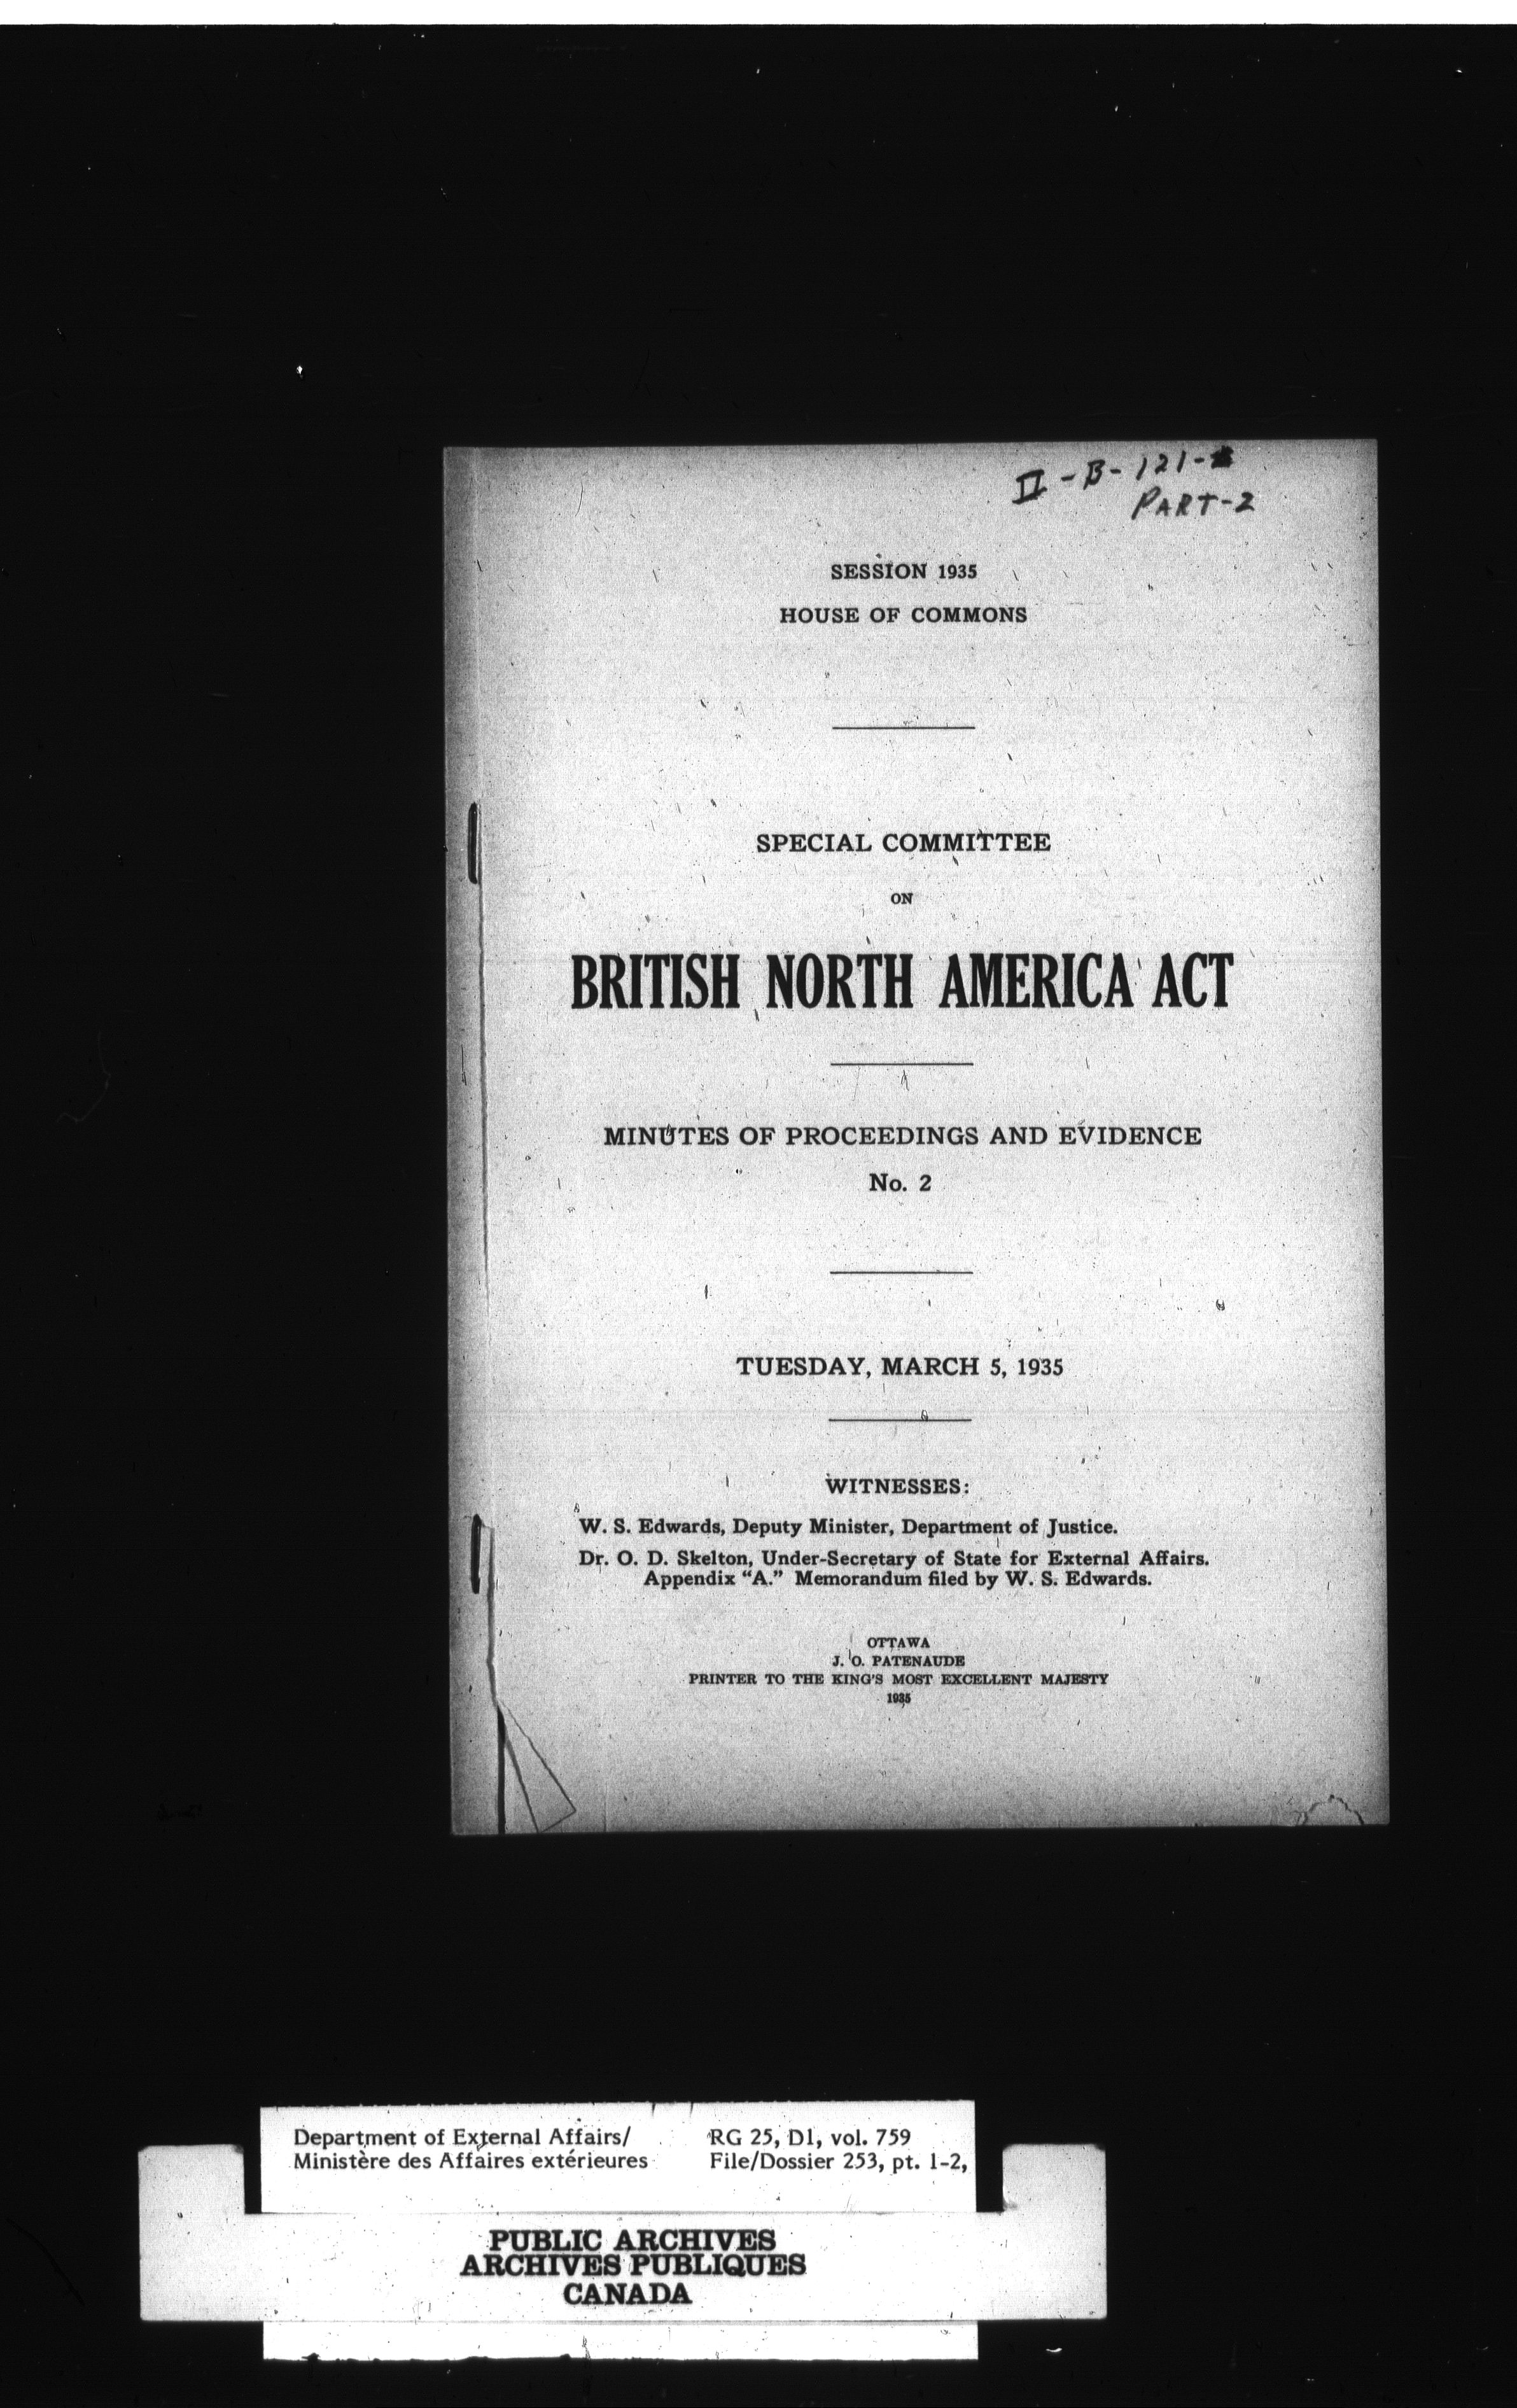 II - B - 121-
PART-2
SESSION 1935
HOUSE OF COMMONS
SPECIAL COMMITTEE
ON
BRITISH NORTH AMERICA ACT
MINUTES OF PROCEEDINGS AND EVIDENCE
No. 2
TUESDAY, MARCH 5, 1935
WITNESSES:
W. S. Edwards, Deputy Minister, Department of Justice.
Dr. O. D. Skelton, Under-Secretary of State for External Affairs.
Appendix “A.” Memorandum filed by W. S. Edwards.
OTTAWA
J. O. PATENAUDE
PRINTER TO THE KING'S MOST EXCELLENT MAJESTY
1935
Department of External Affairs/ RG 25, D1, vol. 759
Ministère des Affaires extérieures File/Dossier 253, pt. 1-2,
PUBLIC ARCHIVES
ARCHIVES PUBLIQUES
CANADA